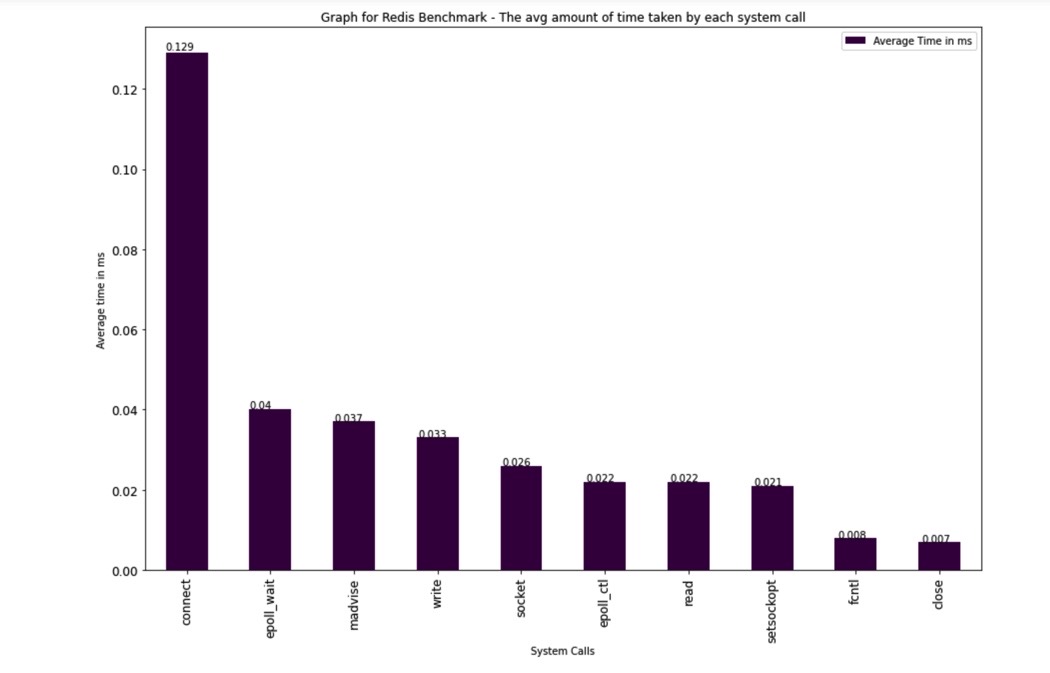 Graph for Redis Benchmark - The avg amount of time taken by each system call
Average Time in ms
0.129
0.04
0.037
0.033
0.026
0.022
0.022
0.021
0.008
0.007
0.12
0.10
0.08
0.06
0.04
0.02
0.00
Average time in ms
connect
epoll_wait
madvise
write
socket
epoll_ctl
read
setsockopt
fcntl
close
System Calls